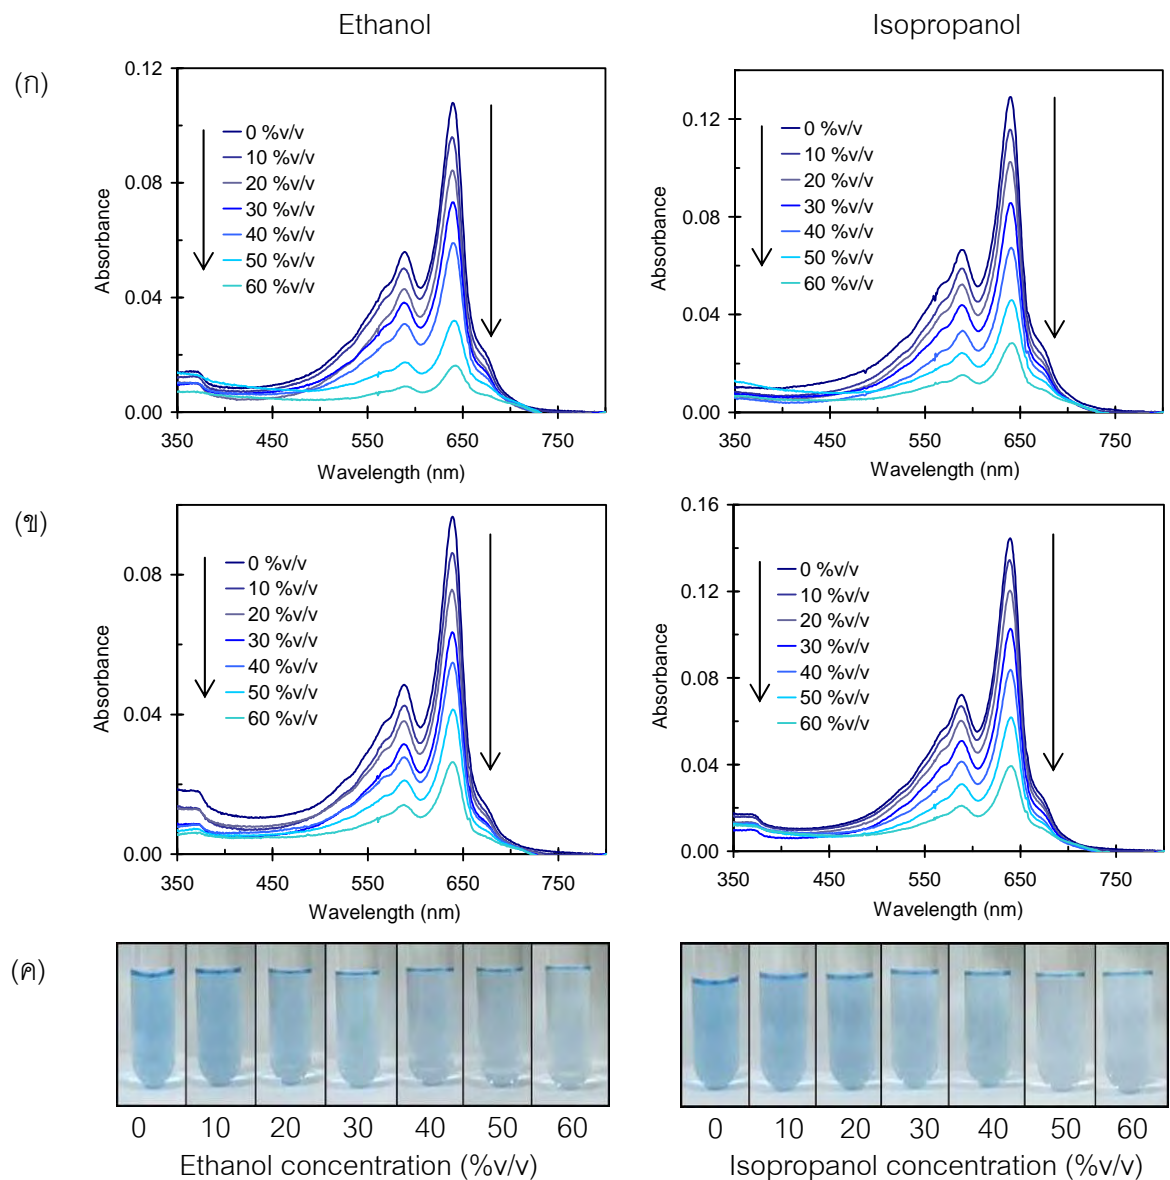 Ethanol
Isopropanol
(ก)
0.12
0.08
0.04
0.00
Absorbance
0 %v/v
10 %v/v
20 %v/v
30 %v/v
40 %v/v
50 %v/v
60 %v/v
350 450 550 650 750
Wavelength (nm)
0.12
0.08
0.04
0.00
Absorbance
0 %v/v
10 %v/v
20 %v/v
30 %v/v
40 %v/v
50 %v/v
60 %v/v
350 450 550 650 750
Wavelength (nm)
(ข)
0.08
0.04
0.00
Absorbance
0 %v/v
10 %v/v
20 %v/v
30 %v/v
40 %v/v
50 %v/v
60 %v/v
350 450 550 650 750
Wavelength (nm)
0.16
0.12
0.08
0.04
0.00
Absorbance
0 %v/v
10 %v/v
20 %v/v
30 %v/v
40 %v/v
50 %v/v
60 %v/v
350 450 550 650 750
Wavelength (nm)
(ค)
0 10 20 30 40 50 60
Ethanol concentration (%v/v)
0 10 20 30 40 50 60
Isopropanol concentration (%v/v)